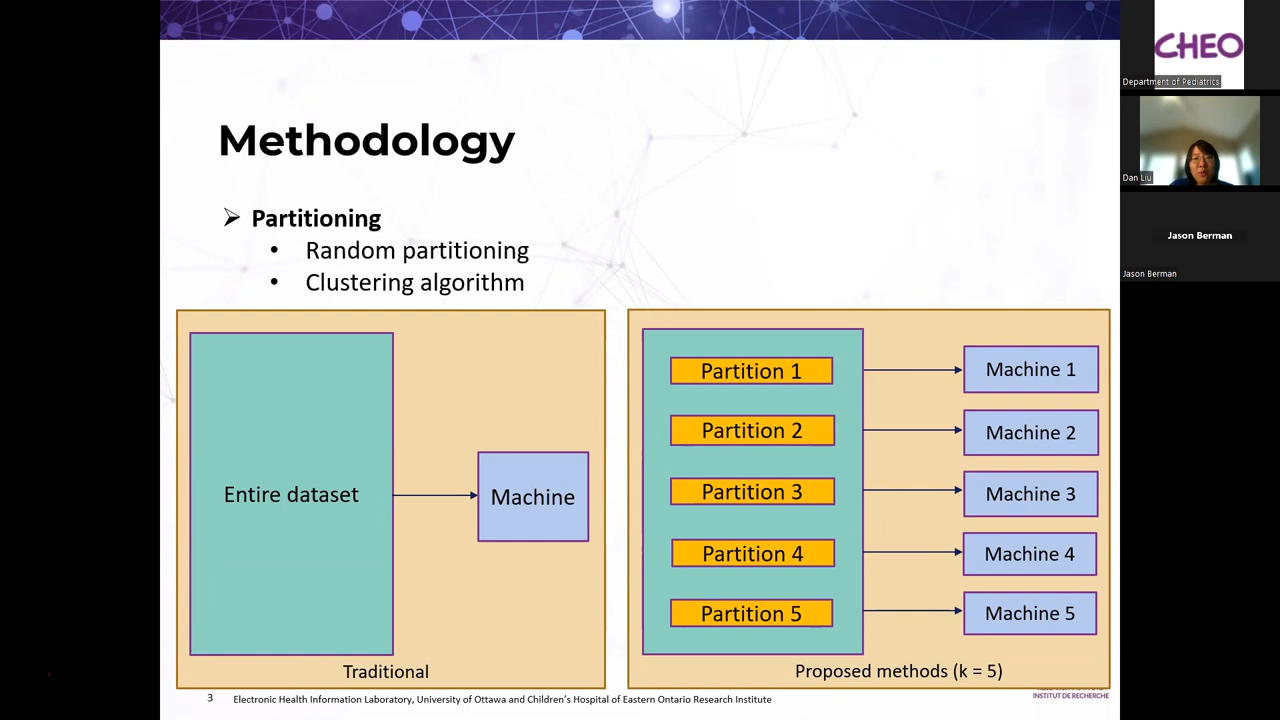 Methodology
➢ Partitioning
• Random partitioning
• Clustering algorithm
Entire dataset
Machine
Traditional
Partition 1
Partition 2
Partition 3
Partition 4
Partition 5
Machine 1
Machine 2
Machine 3
Machine 4
Machine 5
Proposed methods (k = 5)
3
Electronic Health Information Laboratory, University of Ottawa and Children's Hospital of Eastern Ontario Research Institute
INSTITUT DE RECHERCHE
CHEO
Department of Pediatrics
Dan Liu
Jason Berman
Jason Berman